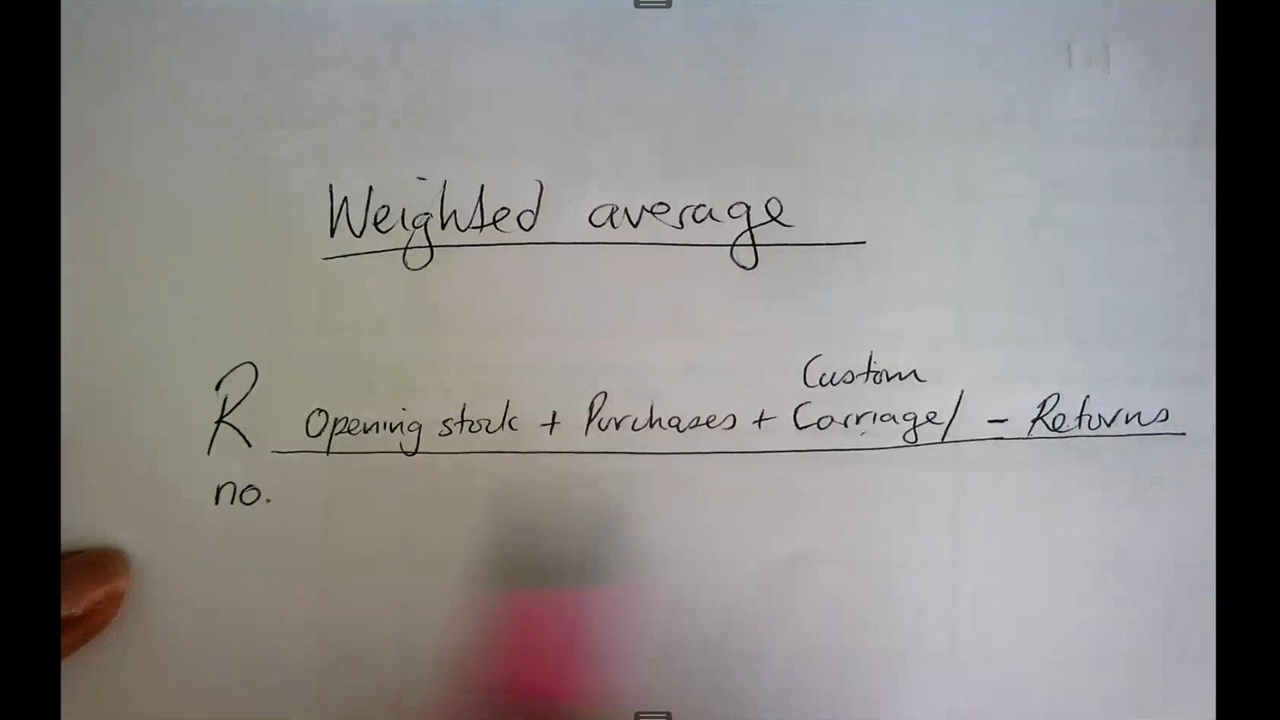 Weighted average
Custom
R Opening stock + Purchases + Carriage/ - Returns
no.